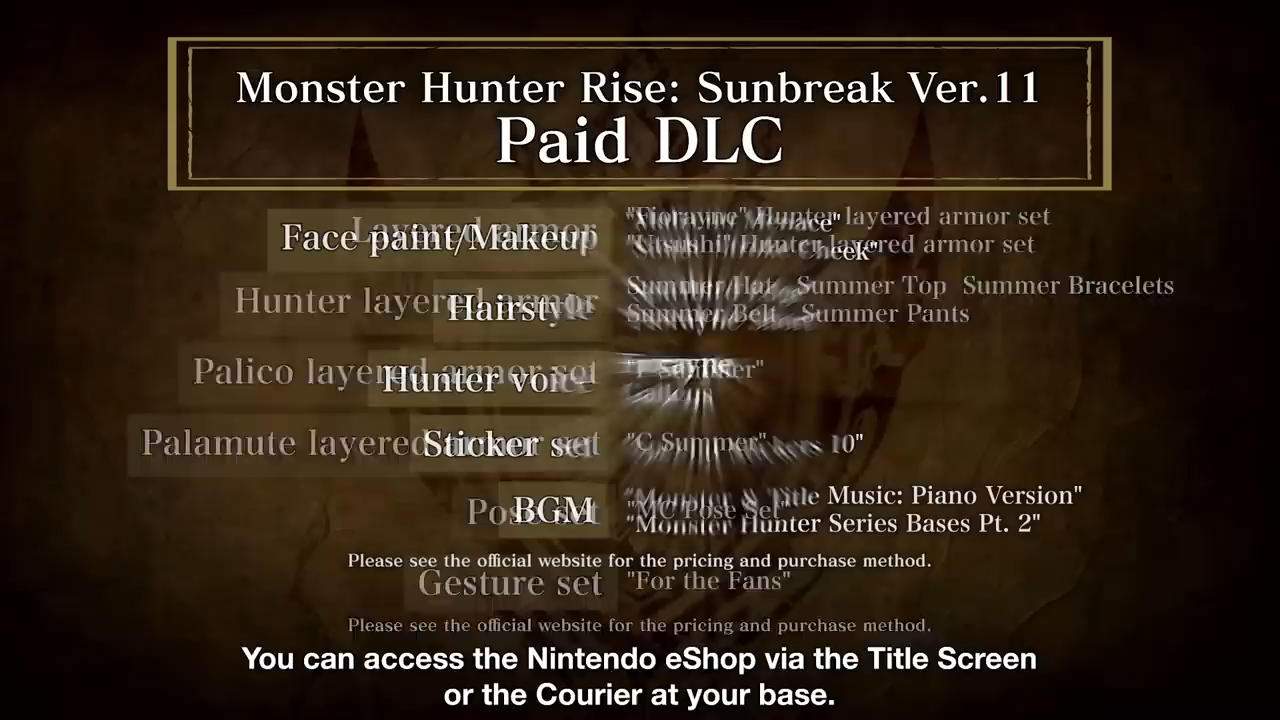 Monster Hunter Rise: Sunbreak Ver.11
Paid DLC
Layered armor
"Fiorayne" Hunter layered armor set
"Utsushi" Hunter layered armor set
Face paint/Makeup
Cheek"
Hunter layered armor
Summer Hat Summer Top Summer Bracelets
Summer Belt Summer Pants
Hairstyle
Palico layered armor set
Summer"
Hunter voice
Palamute layered armor set
"C Summer"
Sticker set
10"
Pose set
"MC Pose Set"
BGM
"Monster & Title Music: Piano Version"
"Monster Hunter Series Bases Pt. 2"
Please see the official website for the pricing and purchase method.
Gesture set
"For the Fans"
Please see the official website for the pricing and purchase method.
You can access the Nintendo eShop via the Title Screen
or the Courier at your base.